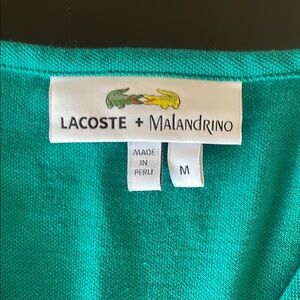 LACOSTE + MALANDRINO
MADE
IN
PERU
M